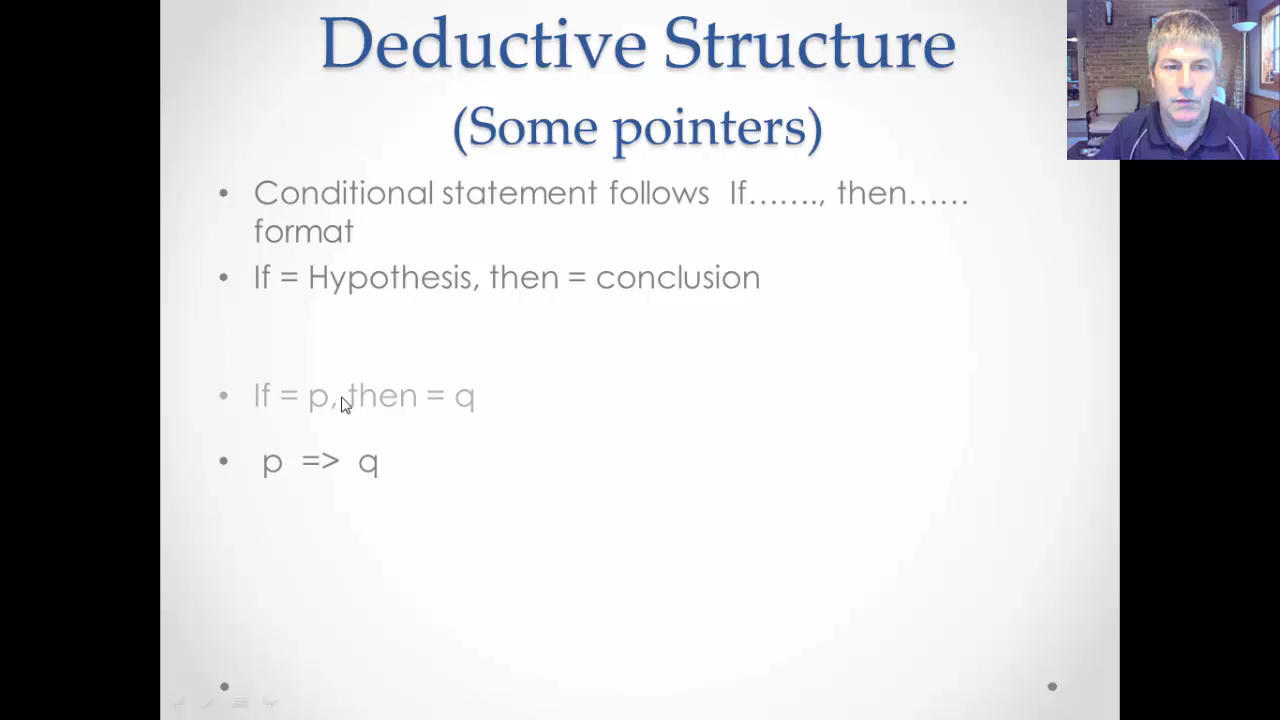 Deductive Structure
(Some pointers)
• Conditional statement follows  If……., then……
format
• If = Hypothesis, then = conclusion
• If = p, then = q
• p => q